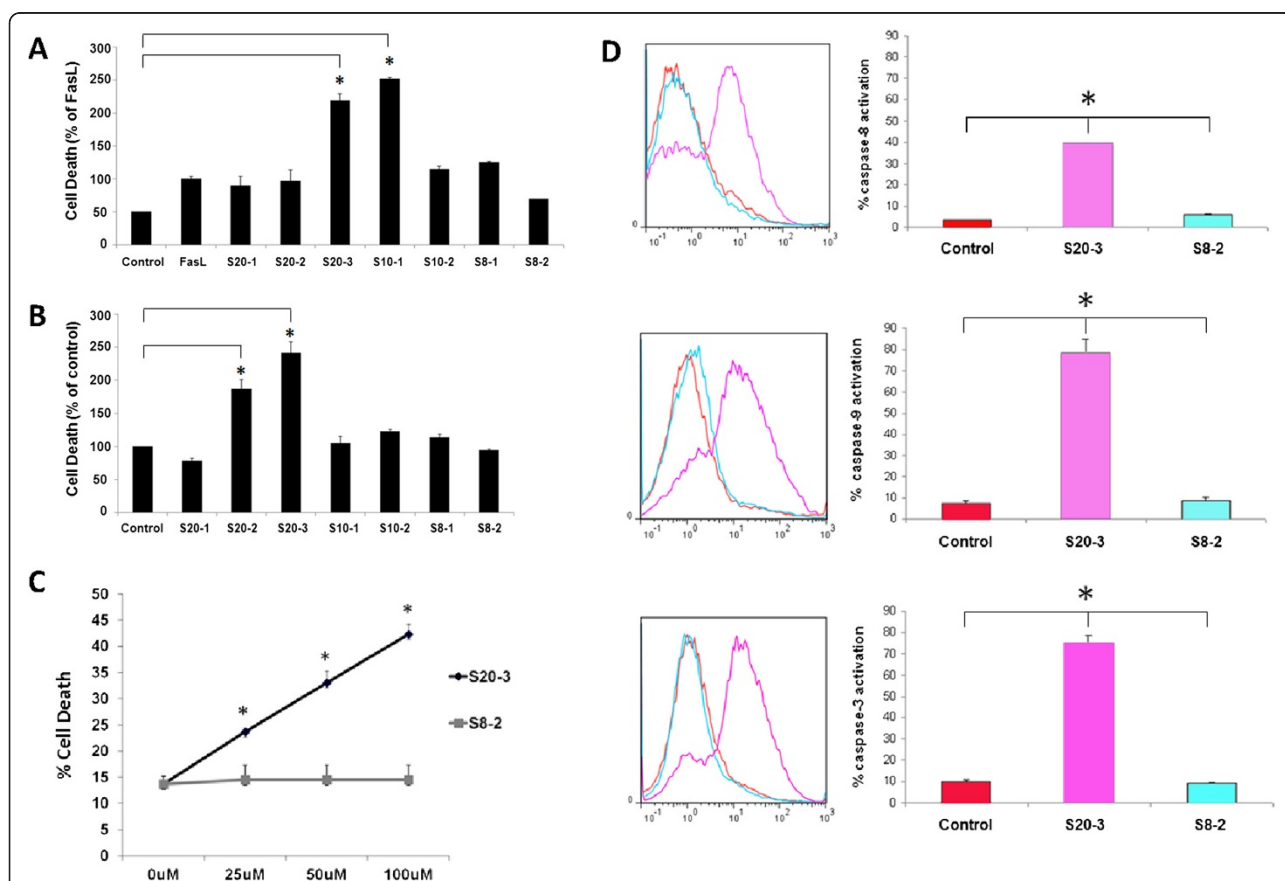 A
Cell Death (% of FasL)
300
250
200
150
100
50
0
* *
Control FasL S20-1 S20-2 S20-3 S10-1 S10-2 S8-1 S8-2
B
Cell Death (% of control)
300
250
200
150
100
50
0
* *
Control S20-1 S20-2 S20-3 S10-1 S10-2 S8-1 S8-2
C
% Cell Death
50
45
40
35
30
25
20
15
10
5
0
* * *
0uM 25uM 50uM 100uM
S20-3
S8-2
D
0
10-1 100 101 102 103
% caspase-8 activation
90
80
70
60
50
40
30
20
10
0
*
Control S20-3 S8-2
0
10-1 100 101 102 103
% caspase-9 activation
90
80
70
60
50
40
30
20
10
0
*
Control S20-3 S8-2
0
10-1 100 101 102 103
% caspase-3 activation
90
80
70
60
50
40
30
20
10
0
*
Control S20-3 S8-2